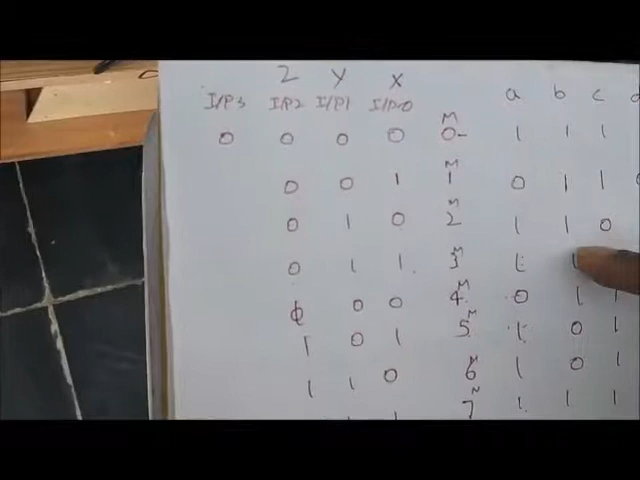 Z Y X a b c
I/P3 I/P2 I/P1 I/P0
0 0 0 0 M0- 1 1 1
0 0 1 M1 0 1 1
0 1 0 M2 1 1 0
0 1 1. M3 1
0 0 M4 0 1 1
1 0 1 M5 1 0 1
1 1 0 M6 1 0 1
M7 1 1 1